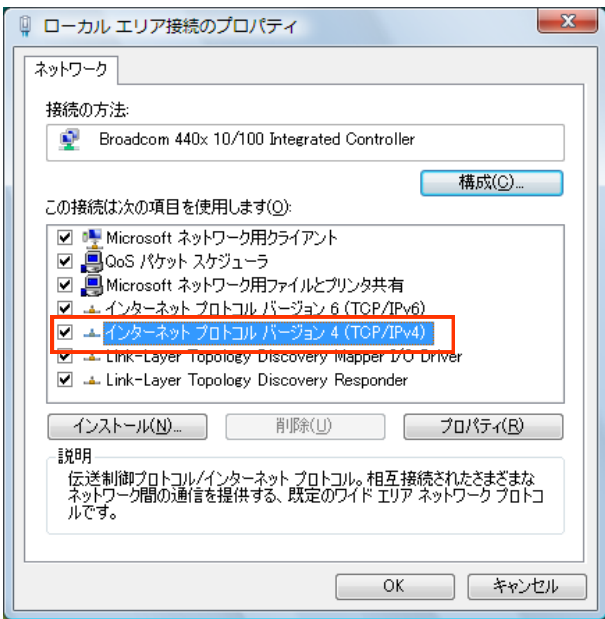 ローカル エリア接続のプロパティ
ネットワーク
接続の方法:
Broadcom 440x 10/100 Integrated Controller
構成(C)...
この接続は次の項目を使用します(O):
Microsoft ネットワーク用クライアント
QoS パケット スケジューラ
Microsoft ネットワーク用ファイルとプリンタ共有
インターネット プロトコル バージョン 6 (TCP/IPv6)
インターネット プロトコル バージョン 4 (TCP/IPv4)
Link-Layer Topology Discovery Mapper I/O Driver
Link-Layer Topology Discovery Responder
インストール(N)... 削除(U) プロパティ(R)
説明
伝送制御プロトコル/インターネット プロトコル。相互接続されたさまざまな
ネットワーク間の通信を提供する、既定のワイド エリア ネットワーク プロトコ
ルです。
OK キャンセル